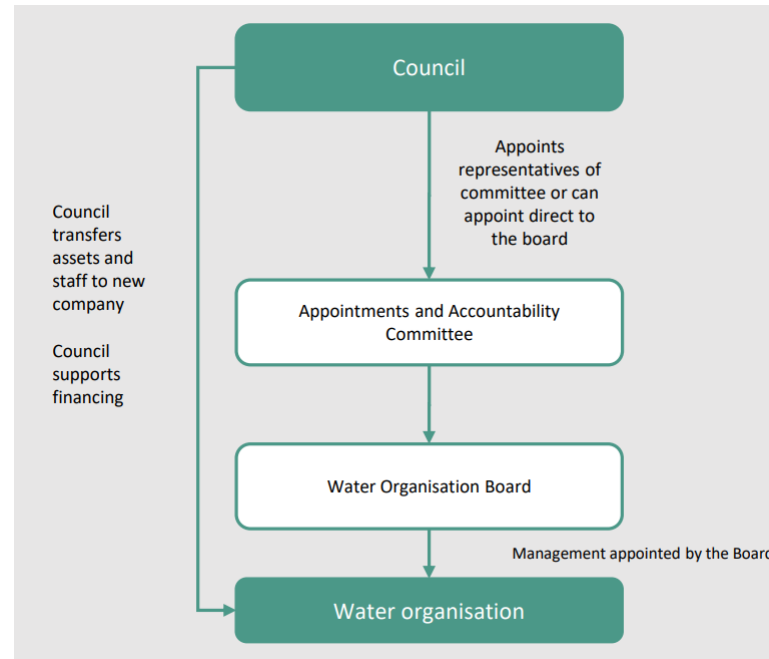 Council
Appoints
representatives of
committee or can
appoint direct to
the board
Council
transfers
assets and
staff to new
company
Council
supports
financing
Appointments and Accountability
Committee
Water Organisation Board
Management appointed by the Board
Water organisation